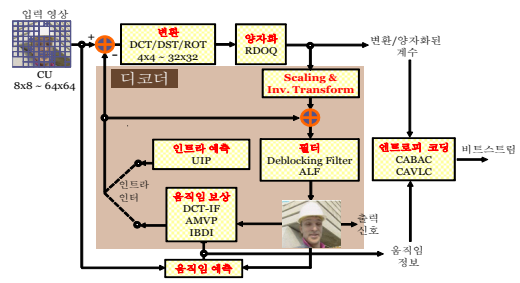 입력 영상
CU
8x8 ~ 64x64
+
−
변환
DCT/DST/ROT
4x4 ~ 32x32
양자화
RDOQ
변환/양자화된
계수
디코더
Scaling &
Inv. Transform
인트라 예측
UIP
필터
Deblocking Filter
ALF
엔트로피 코딩
CABAC
CAVLC
비트스트림
인트라
인터
움직임 보상
DCT-IF
AMVP
IBDI
출력
신호
움직임
정보
움직임 예측